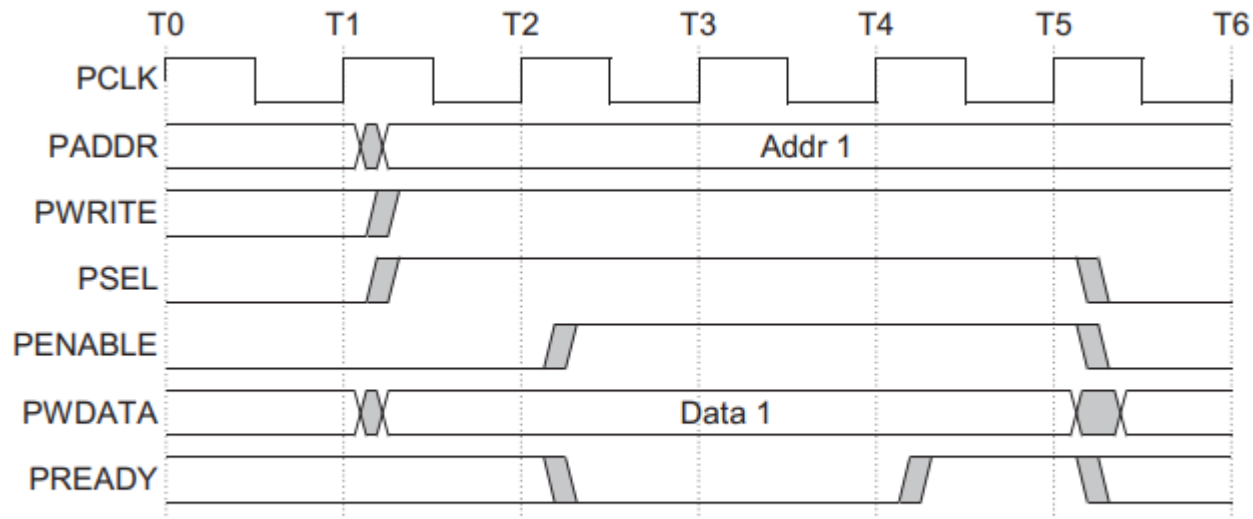 T0 T1 T2 T3 T4 T5 T6
PCLK
PADDR Addr 1
PWRITE
PSEL
PENABLE
PWDATA Data 1
PREADY